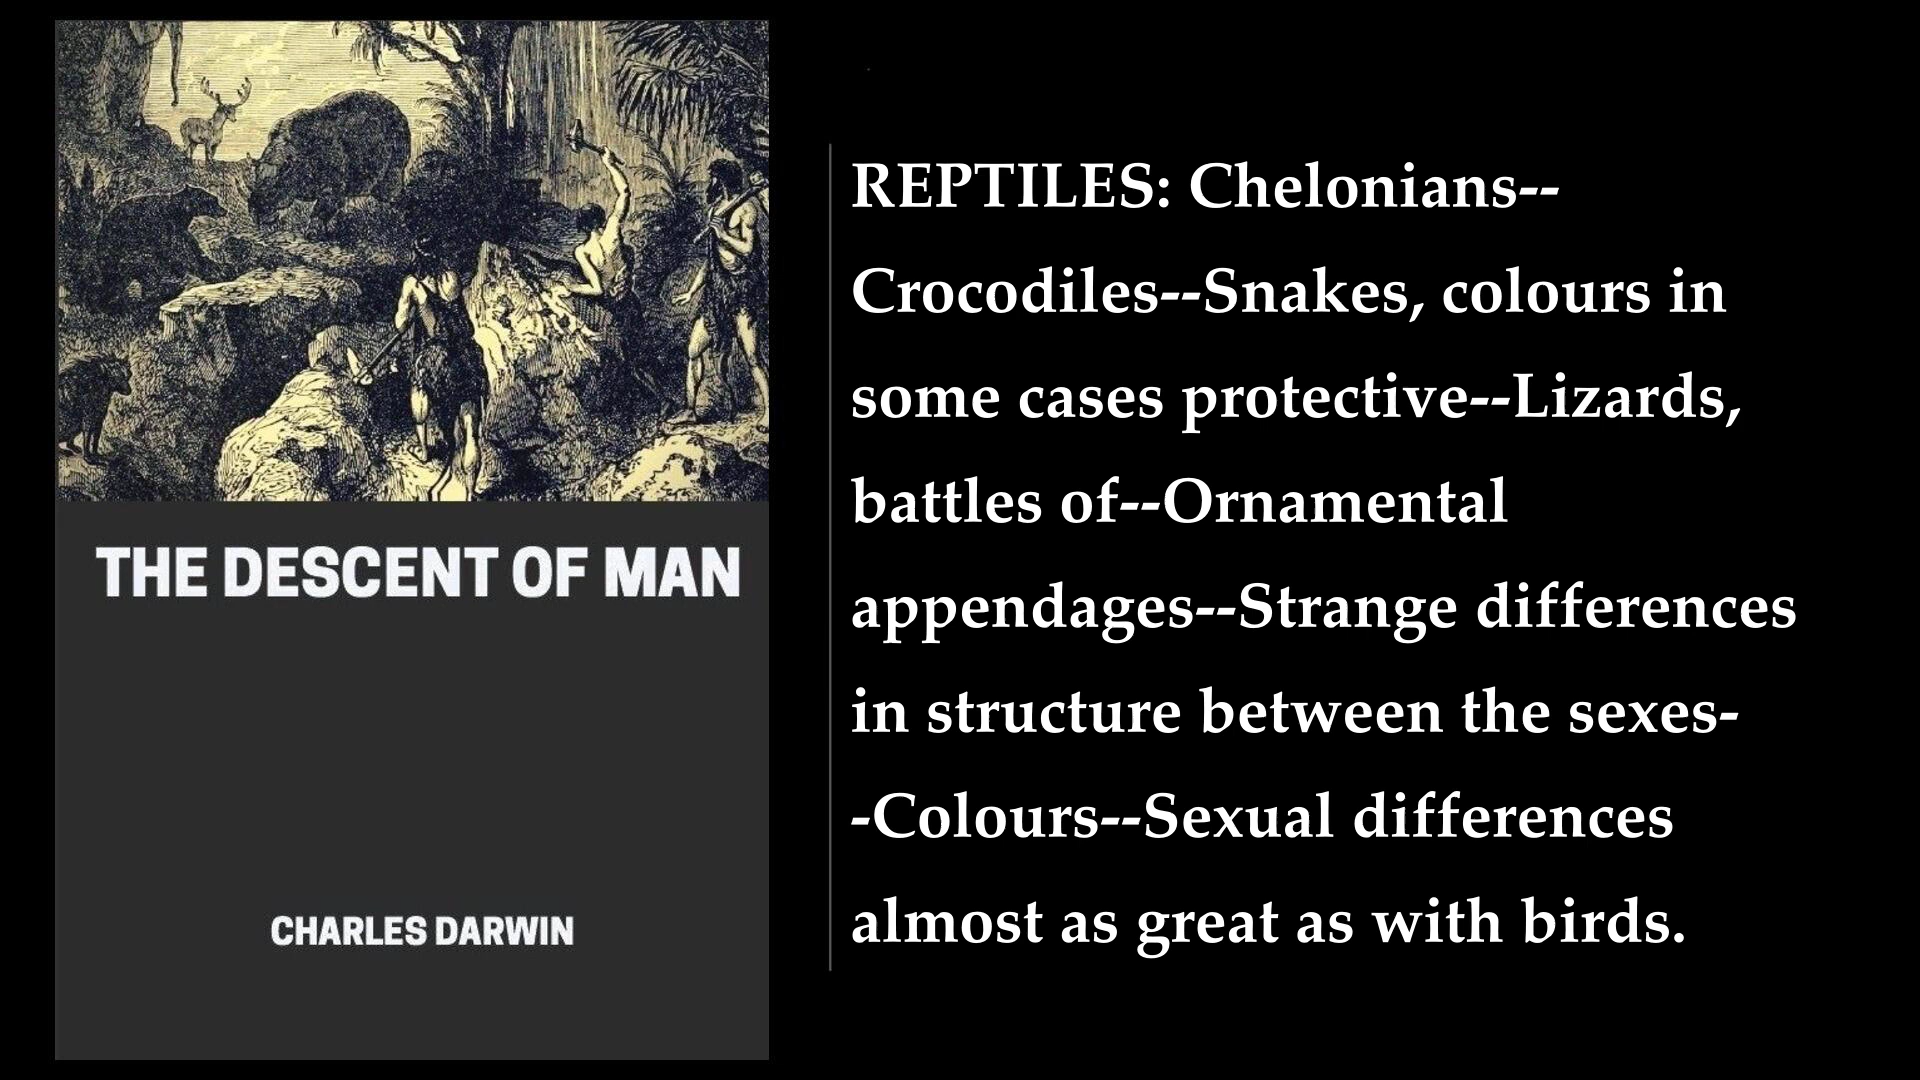 THE DESCENT OF MAN
CHARLES DARWIN
REPTILES: Chelonians--
Crocodiles--Snakes, colours in
some cases protective--Lizards,
battles of--Ornamental
appendages--Strange differences
in structure between the sexes-
-Colours--Sexual differences
almost as great as with birds.